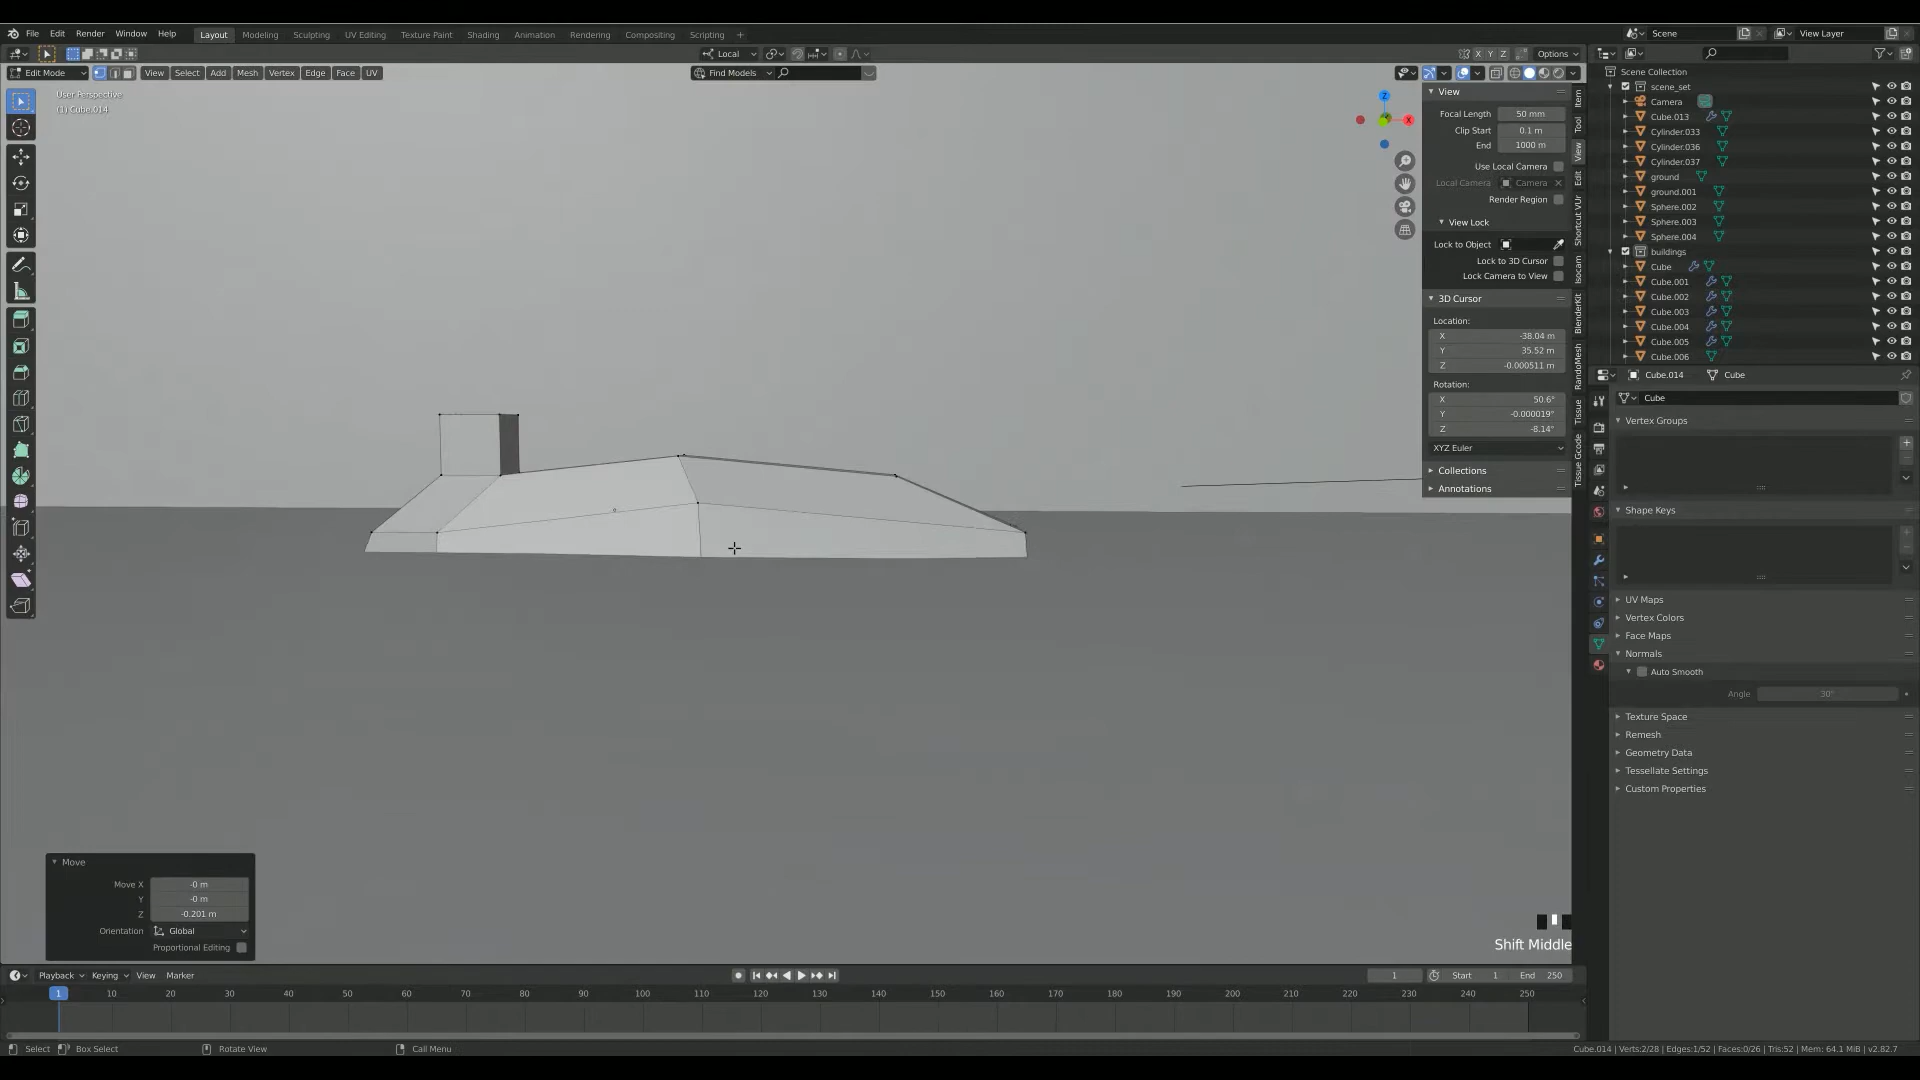 File Edit Render Window Help Layout Modeling Sculpting UV Editing Texture Paint Shading Animation Rendering Compositing Scripting + Scene View Layer
Local X Y Z Options
Edit Mode View Select Add Mesh Vertex Edge Face UV Find Models
User Perspective
(1) Cube.014
Z
X
View
Focal Length 50 mm
Clip Start 0.1 m
End 1000 m
Use Local Camera
Local Camera Camera
Render Region
View Lock
Lock to Object
Lock to 3D Cursor
Lock Camera to View
3D Cursor
Location:
X -38.04 m
Y 35.52 m
Z -0.000511 m
Rotation:
X 50.6°
Y -0.000019°
Z -8.14°
XYZ Euler
Collections
Annotations
Item
Tool
View
Edit
Shortcut VUr
Isocam
BlenderKit
RandoMesh
Tissue
Tissue Gcode
Scene Collection
scene_set
Camera
Cube.013
Cylinder.033
Cylinder.036
Cylinder.037
ground
ground.001
Sphere.002
Sphere.003
Sphere.004
buildings
Cube
Cube.001
Cube.002
Cube.003
Cube.004
Cube.005
Cube.006
Cube.014 Cube
Cube
Vertex Groups
Shape Keys
UV Maps
Vertex Colors
Face Maps
Normals
Auto Smooth
Angle 30°
Texture Space
Remesh
Geometry Data
Tessellate Settings
Custom Properties
Move
Move X -0 m
Y -0 m
Z -0.201 m
Orientation Global
Proportional Editing
Shift Middle
Playback Keying View Marker 1 Start 1 End 250
1 10 20 30 40 50 60 70 80 90 100 110 120 130 140 150 160 170 180 190 200 210 220 230 240 250
Select Box Select Rotate View Call Menu Cube.014 | Verts:2/28 | Edges:1/52 | Faces:0/26 | Tris:52 | Mem: 64.1 MiB | v2.82.7